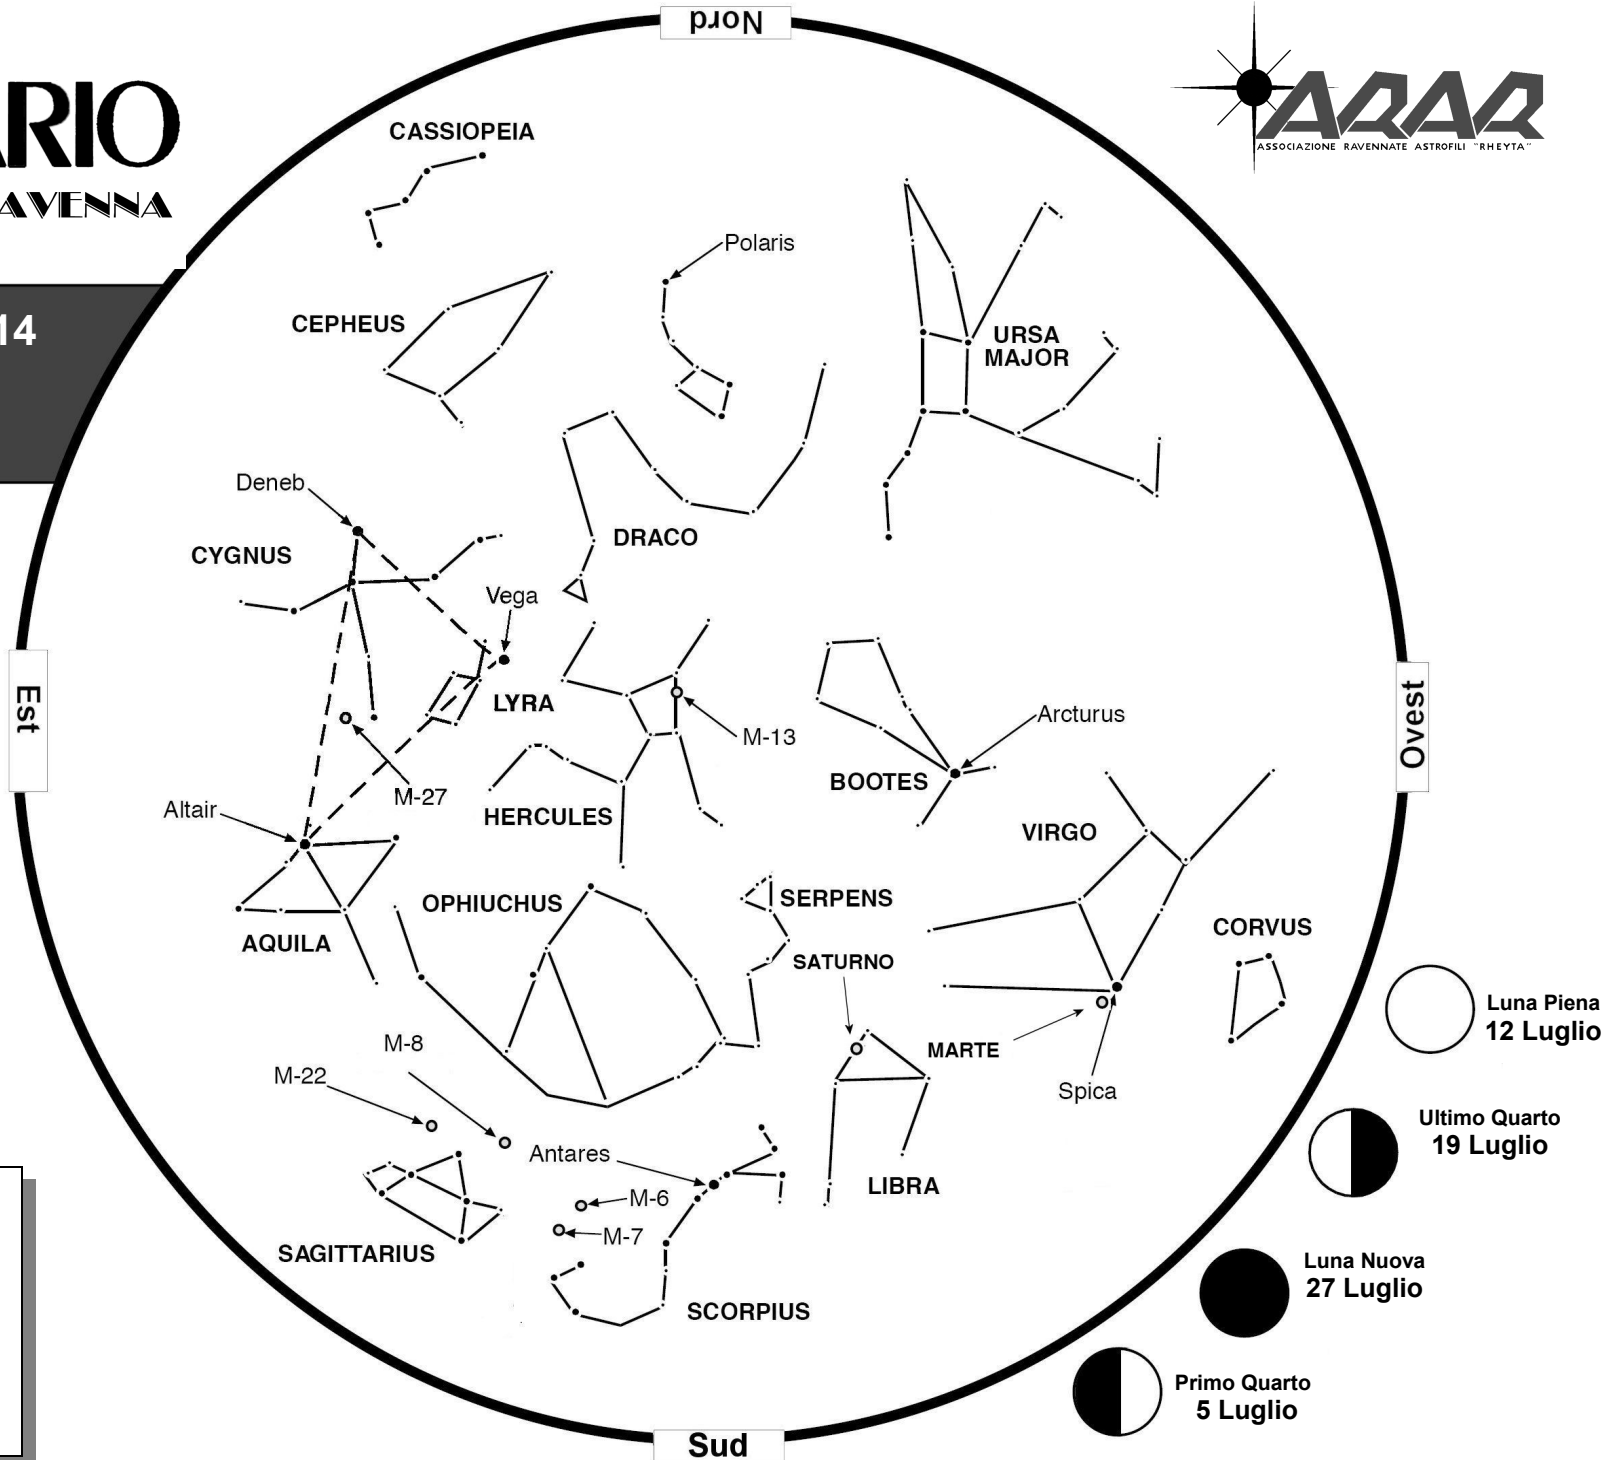 Nord
ARAR
ASSOCIAZIONE RAVENNATE ASTROFILI "RHEYTA"
RIO
AVENNA
14
CASSIOPEIA
Polaris
CEPHEUS
URSA
MAJOR
Deneb
CYGNUS
DRACO
Vega
Est
LYRA
M-13
Arcturus
Ovest
BOOTES
M-27
Altair
HERCULES
VIRGO
OPHIUCHUS
SERPENS
AQUILA
CORVUS
SATURNO
MARTE
M-8
M-22
Spica
Antares
LIBRA
M-6
M-7
SAGITTARIUS
SCORPIUS
Sud
Luna Piena
12 Luglio
Ultimo Quarto
19 Luglio
Luna Nuova
27 Luglio
Primo Quarto
5 Luglio